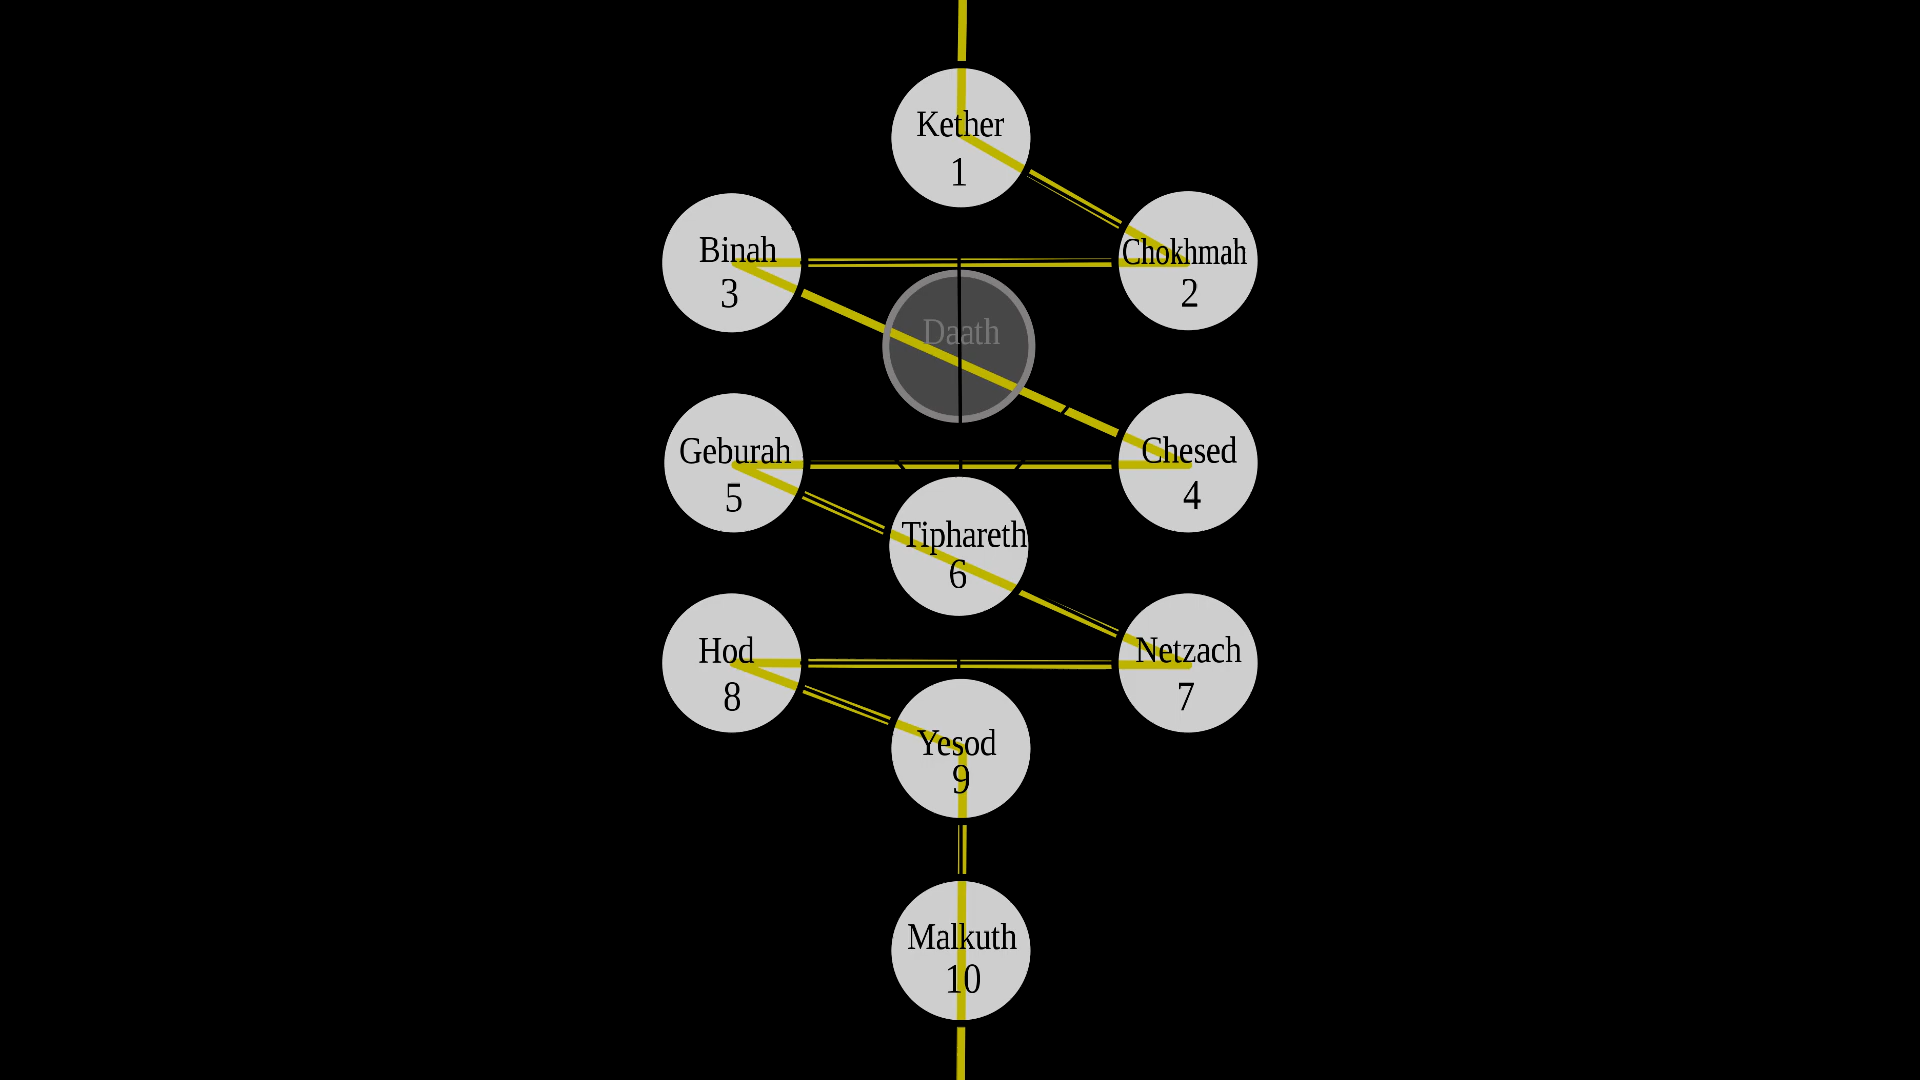 Kether
1
Binah
3
Chokhmah
2
Daath
Geburah
5
Chesed
4
Tiphareth
6
Hod
8
Netzach
7
Yesod
9
Malkuth
10